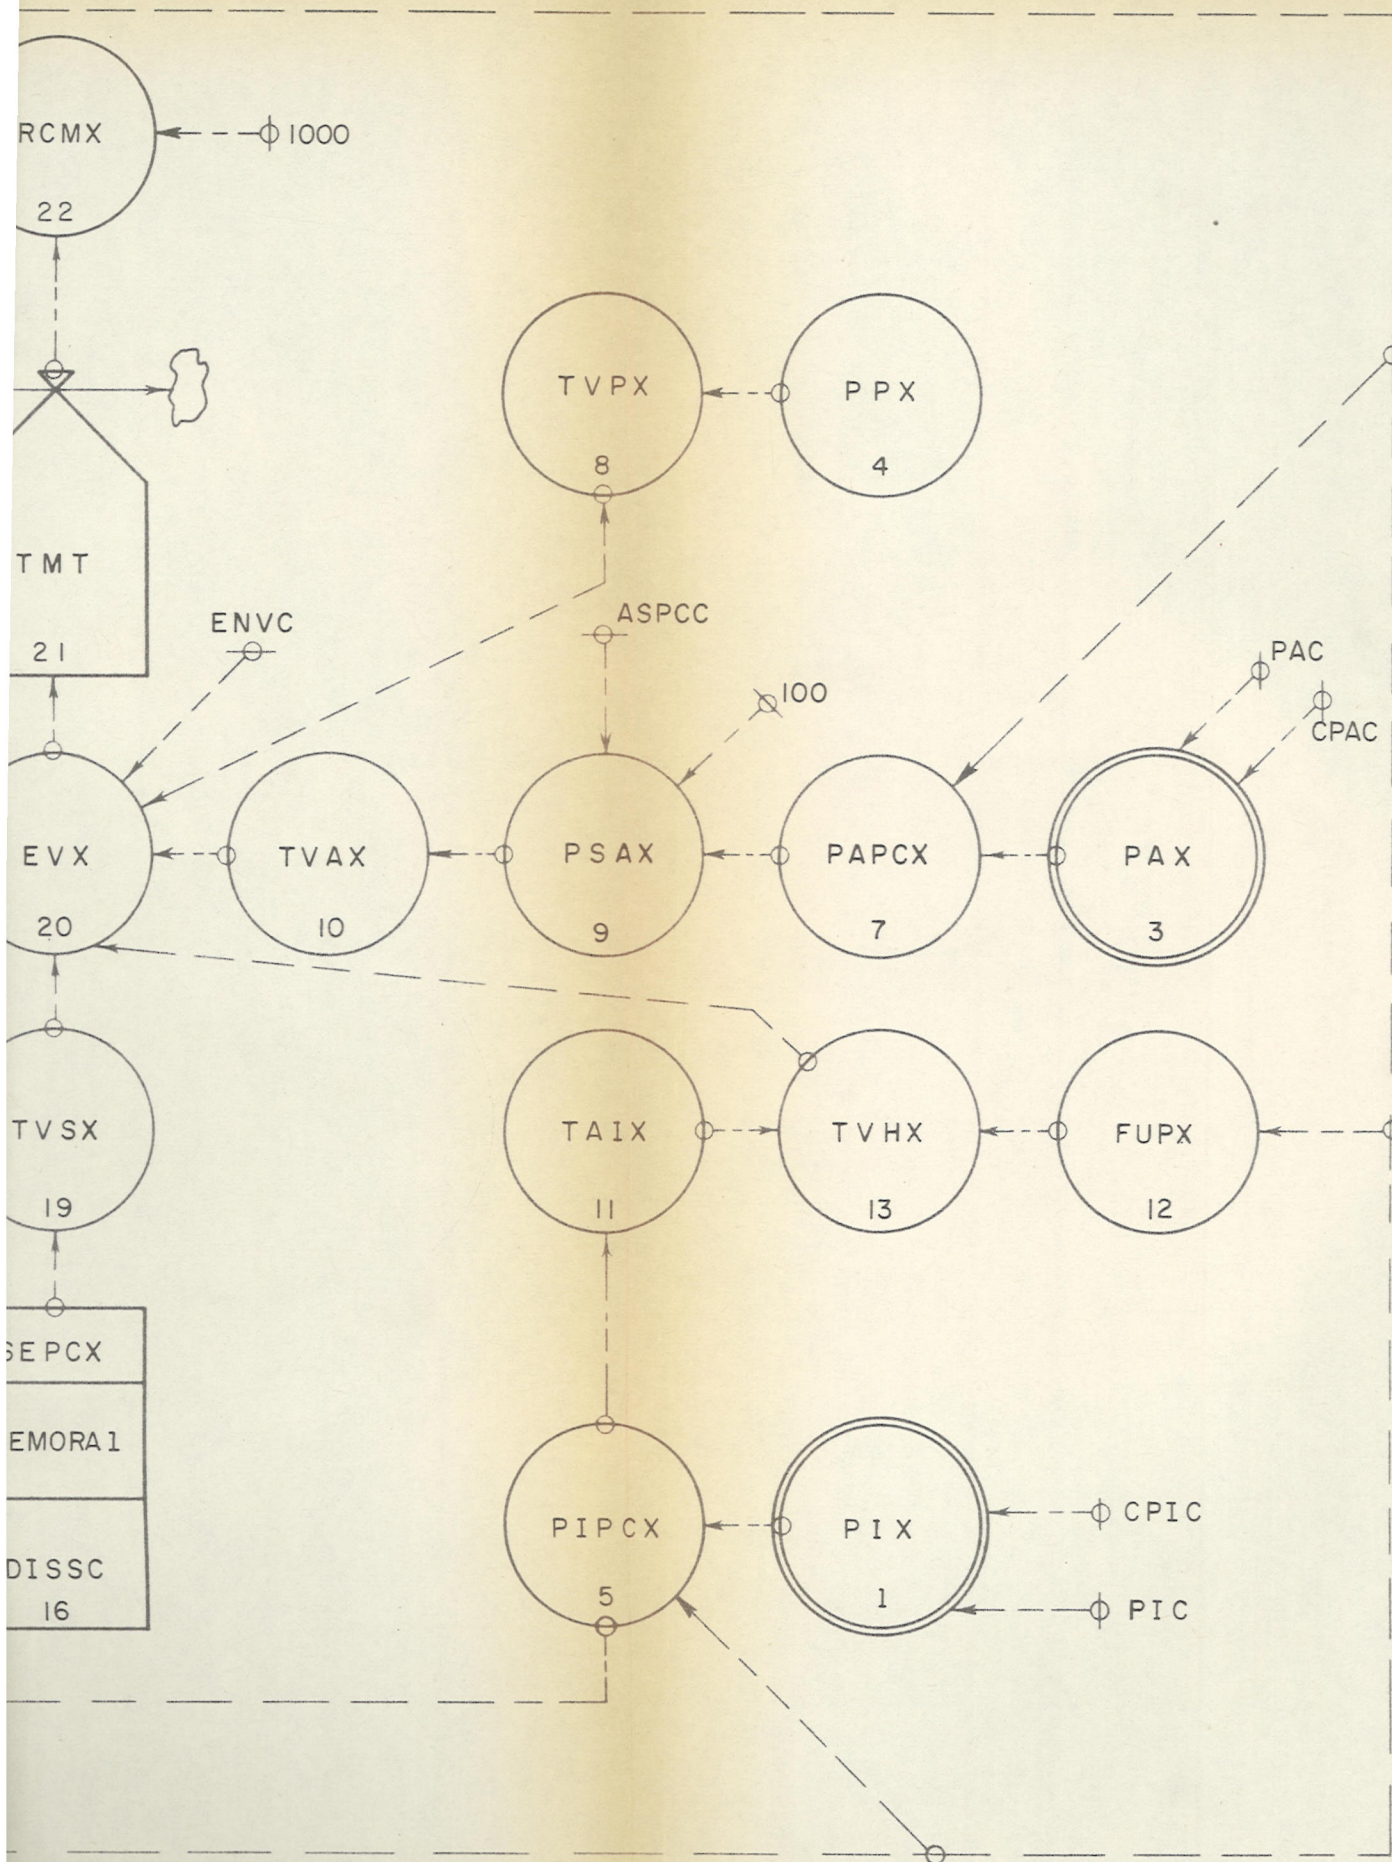 RCMX
1000
22
TVPX
PPX
8
4
TMT
ENVC
ASPCC
21
PAC
100
CPAC
EVX
TVAX
PSAX
PAPCX
PAX
20
10
9
7
3
TVSX
TAIX
TVHX
FUPX
19
11
13
12
SEPCX
EMORA1
CPIC
PIPCX
PIX
DISSC
5
1
PIC
16